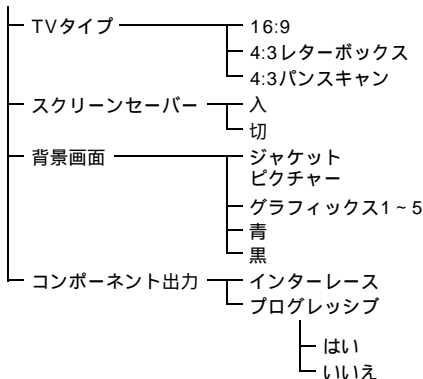 TVタイプ 16:9
4:3レターボックス
4:3パンスキャン
スクリーンセーバー 入
切
背景画面 ジャケット
ピクチャー
グラフィックス1~5
青
黒
コンポーネント出力 インターレース
プログレッシブ
はい
いいえ